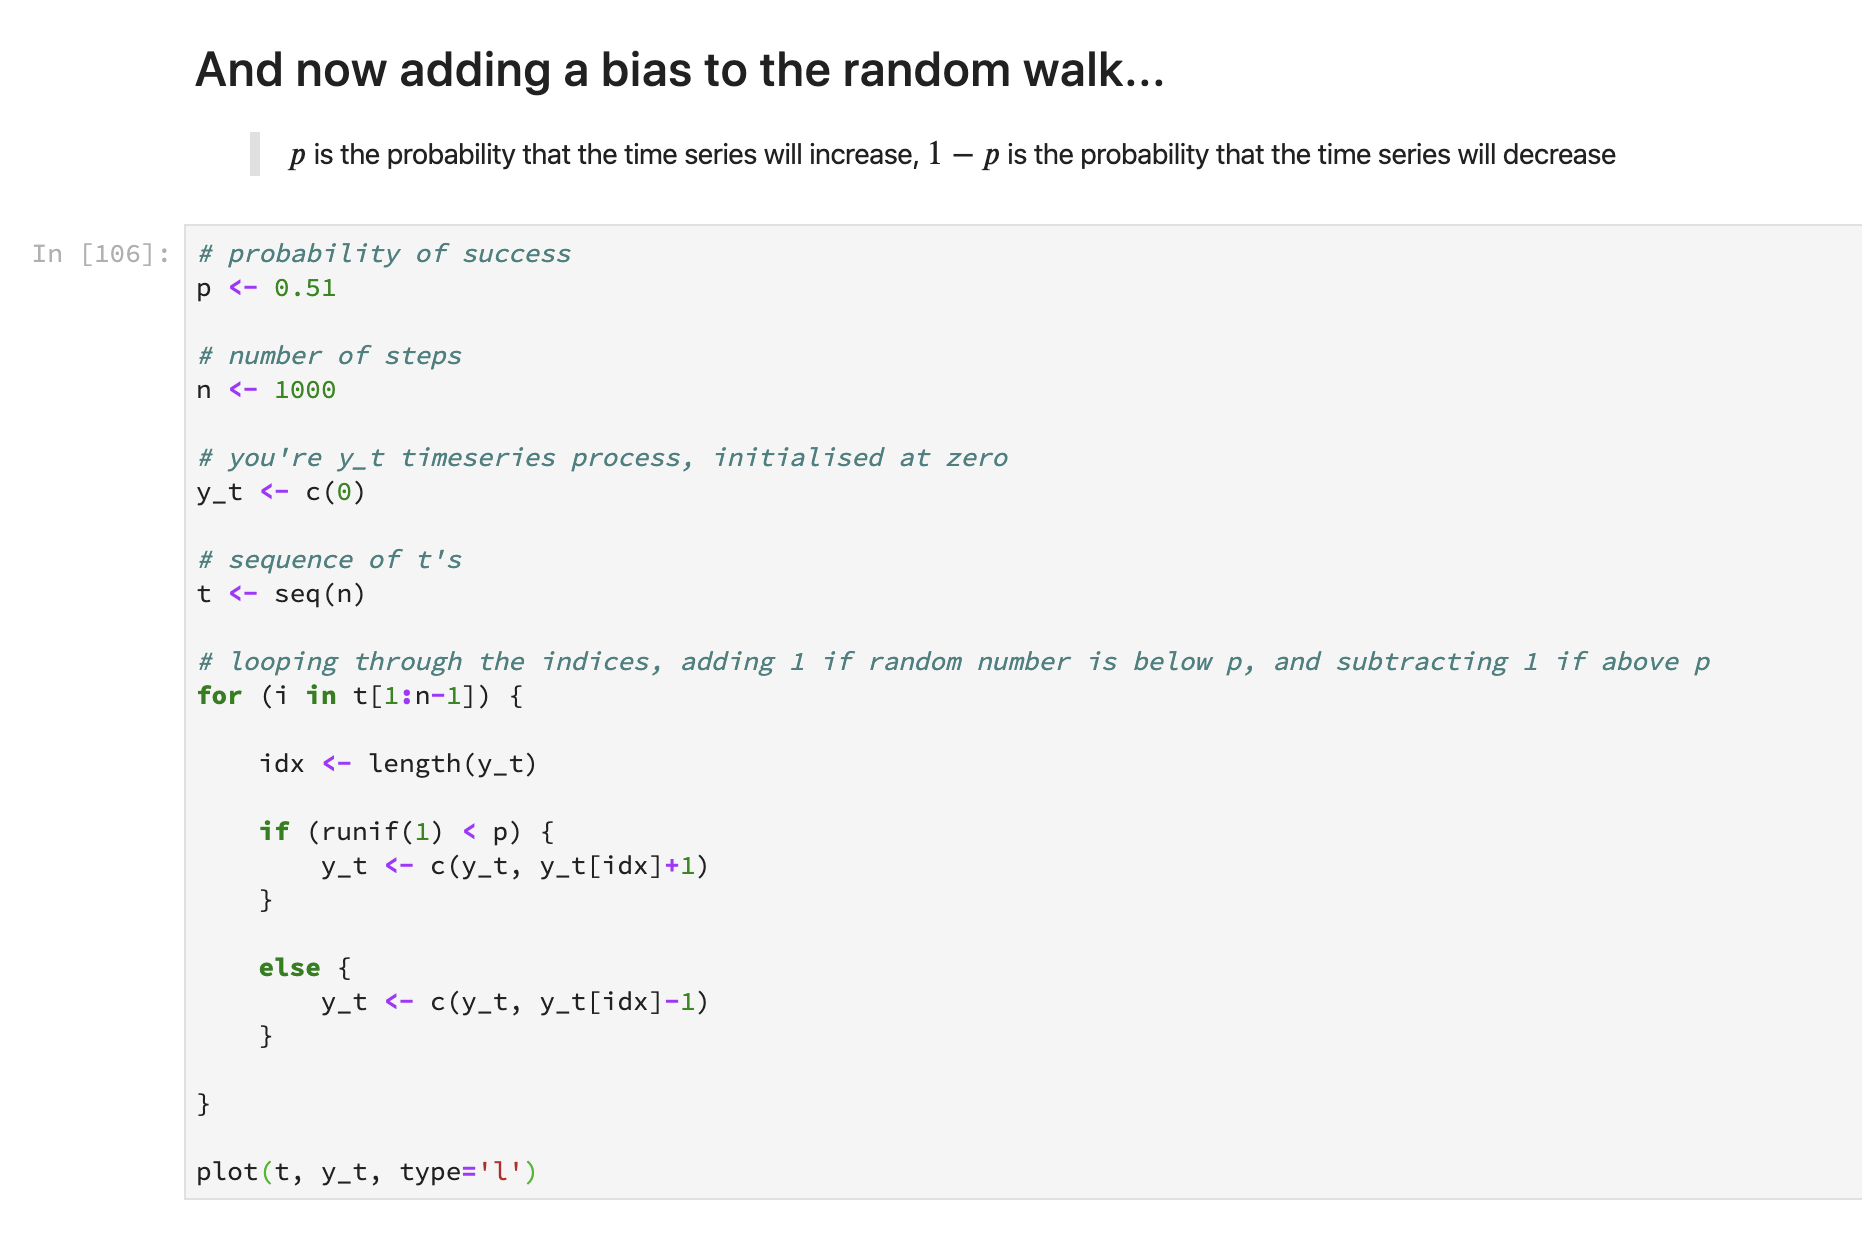 And now adding a bias to the random walk...
p is the probability that the time series will increase, 1 − p is the probability that the time series will decrease
In [106]:
# probability of success
p <- 0.51
# number of steps
n <- 1000
# you're y_t timeseries process, initialised at zero
y_t <- c(0)
# sequence of t's
t <- seq(n)
# looping through the indices, adding 1 if random number is below p, and subtracting 1 if above p
for (i in t[1:n-1]) {
    idx <- length(y_t)
    if (runif(1) < p) {
        y_t <- c(y_t, y_t[idx]+1)
    }
    else {
        y_t <- c(y_t, y_t[idx]-1)
    }
}
plot(t, y_t, type='l')